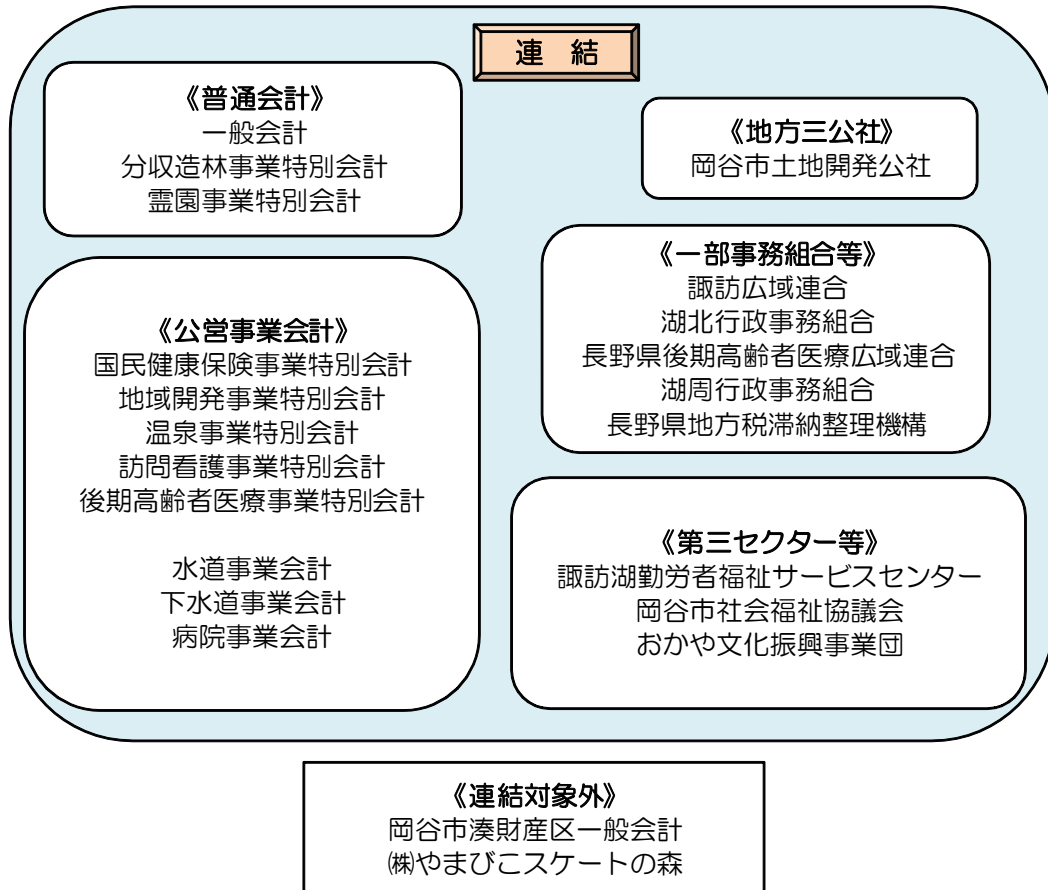 連 結
《普通会計》
一般会計
分収造林事業特別会計
霊園事業特別会計
《公営事業会計》
国民健康保険事業特別会計
地域開発事業特別会計
温泉事業特別会計
訪問看護事業特別会計
後期高齢者医療事業特別会計
水道事業会計
下水道事業会計
病院事業会計
《地方三公社》
岡谷市土地開発公社
《一部事務組合等》
諏訪広域連合
湖北行政事務組合
長野県後期高齢者医療広域連合
湖周行政事務組合
長野県地方税滞納整理機構
《第三セクター等》
諏訪湖勤労者福祉サービスセンター
岡谷市社会福祉協議会
おかや文化振興事業団
《連結対象外》
岡谷市湊財産区一般会計
㈱やまびこスケートの森